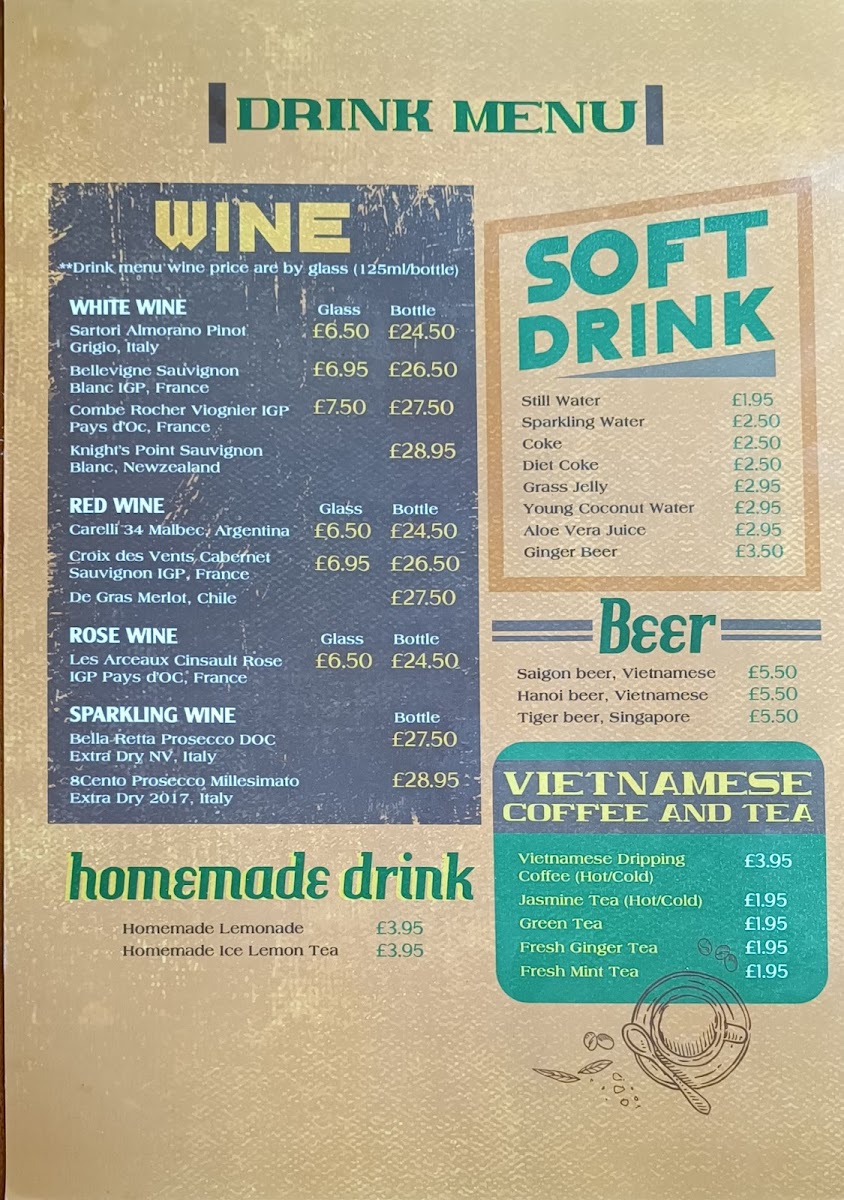 DRINK MENU
WINE
**Drink menu wine price are by glass (125ml/bottle)
WHITE WINE Glass Bottle
Sartori Almorano Pinot £6.50 £24.50
Grigio, Italy
Bellevigne Sauvignon £6.95 £26.50
Blanc IGP, France
Combe Rocher Viognier IGP £7.50 £27.50
Pays d'Oc, France
Knight's Point Sauvignon £28.95
Blanc, Newzealand
RED WINE Glass Bottle
Carelli 34 Malbec, Argentina £6.50 £24.50
Croix des Vents Cabernet £6.95 £26.50
Sauvignon IGP, France
De Gras Merlot, Chile £27.50
ROSE WINE Glass Bottle
Les Arceaux Cinsault Rose £6.50 £24.50
IGP Pays d'OC, France
SPARKLING WINE Bottle
Bella Retta Prosecco DOC £27.50
Extra Dry NV, Italy
8Cento Prosecco Millesimato £28.95
Extra Dry 2017, Italy
homemade drink
Homemade Lemonade £3.95
Homemade Ice Lemon Tea £3.95
SOFT
DRINK
Still Water £1.95
Sparkling Water £2.50
Coke £2.50
Diet Coke £2.50
Grass Jelly £2.95
Young Coconut Water £2.95
Aloe Vera Juice £2.95
Ginger Beer £3.50
Beer
Saigon beer, Vietnamese £5.50
Hanoi beer, Vietnamese £5.50
Tiger beer, Singapore £5.50
VIETNAMESE
COFFEE AND TEA
Vietnamese Dripping £3.95
Coffee (Hot/Cold)
Jasmine Tea (Hot/Cold) £1.95
Green Tea £1.95
Fresh Ginger Tea £1.95
Fresh Mint Tea £1.95